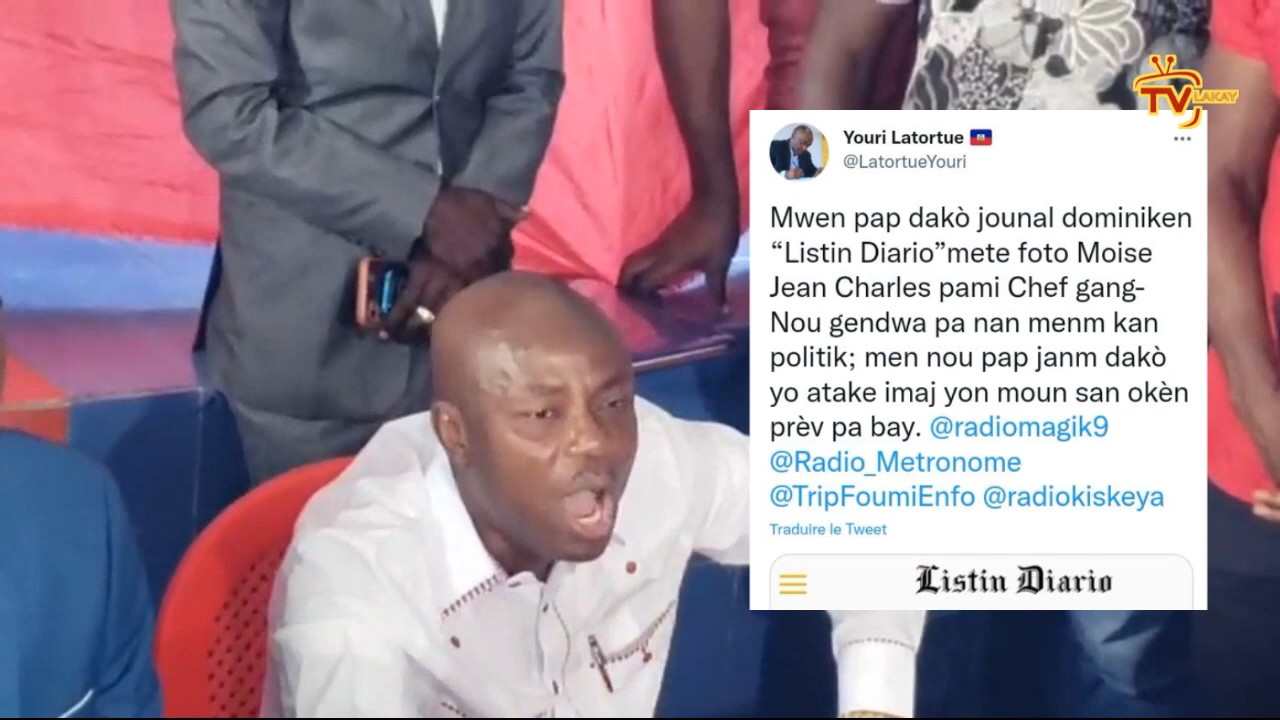 TV LAKAY
Youri Latortue
@LatortueYouri
Mwen pap dakò jounal dominiken
“Listin Diario”mete foto Moise
Jean Charles pami Chef gang-
Nou gendwa pa nan menm kan
politik; men nou pap janm dakò
yo atake imaj yon moun san okèn
prèv pa bay. @radiomagik9
@Radio_Metronome
@TripFoumiEnfo @radiokiskeya
Traduire le Tweet
Listin Diario